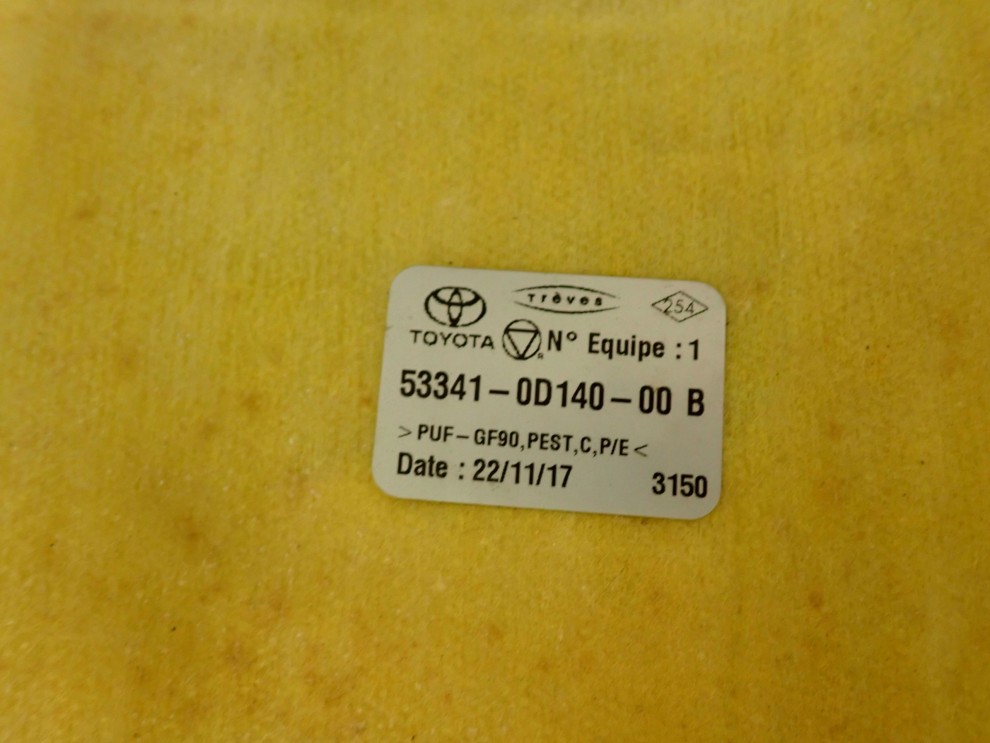 Trèves
254
TOYOTA N° Equipe : 1
53341-0D140-00 B
>PUF-GF90,PEST,C,P/E<
Date : 22/11/17 3150